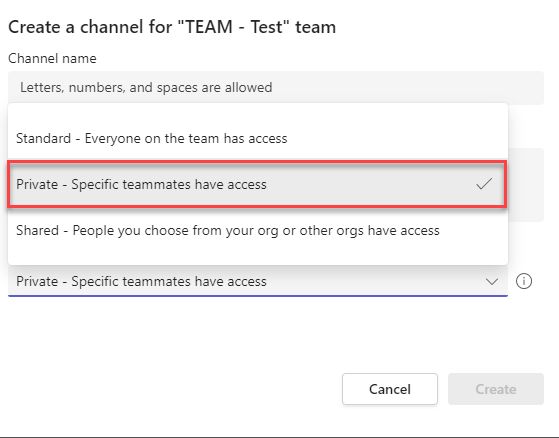 Create a channel for "TEAM - Test" team
Channel name
Letters, numbers, and spaces are allowed
Standard - Everyone on the team has access
Private - Specific teammates have access
Shared - People you choose from your org or other orgs have access
Private - Specific teammates have access
Cancel
Create